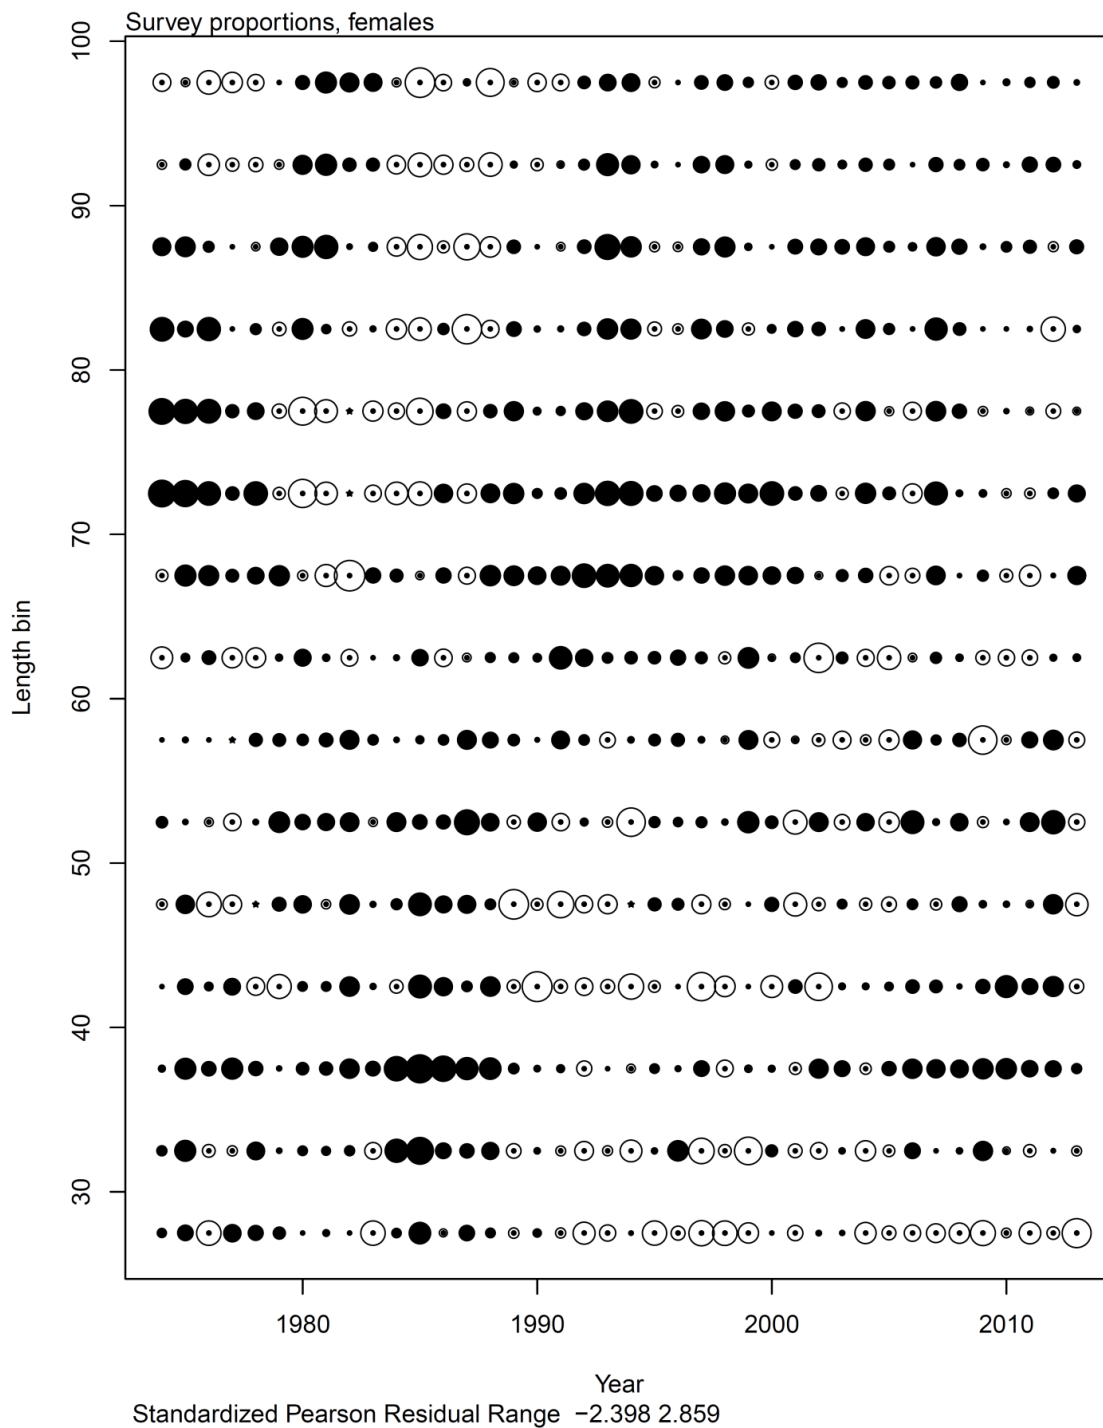 Survey proportions, females
100
90
80
70
60
50
40
30
Length bin
1980 1990 2000 2010
Year
Standardized Pearson Residual Range −2.398 2.859